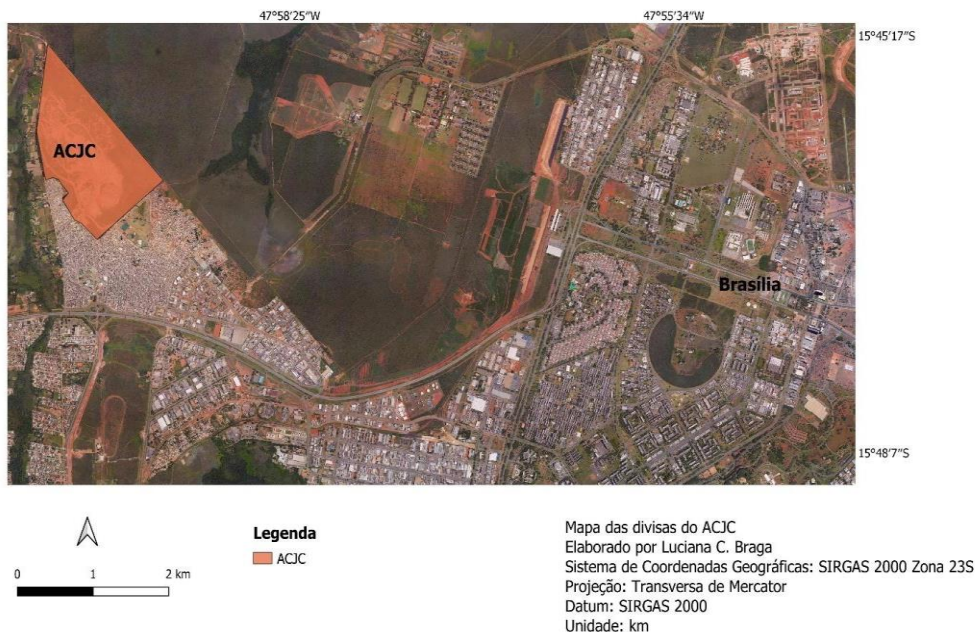 47°58'25"W
47°55'34"W
15°45'17"S
ACJC
Brasília
15°48'7"S
Legenda
ACJC
0 1 2 km
Mapa das divisas do ACJC
Elaborado por Luciana C. Braga
Sistema de Coordenadas Geográficas: SIRGAS 2000 Zona 23S
Projeção: Transversa de Mercator
Datum: SIRGAS 2000
Unidade: km